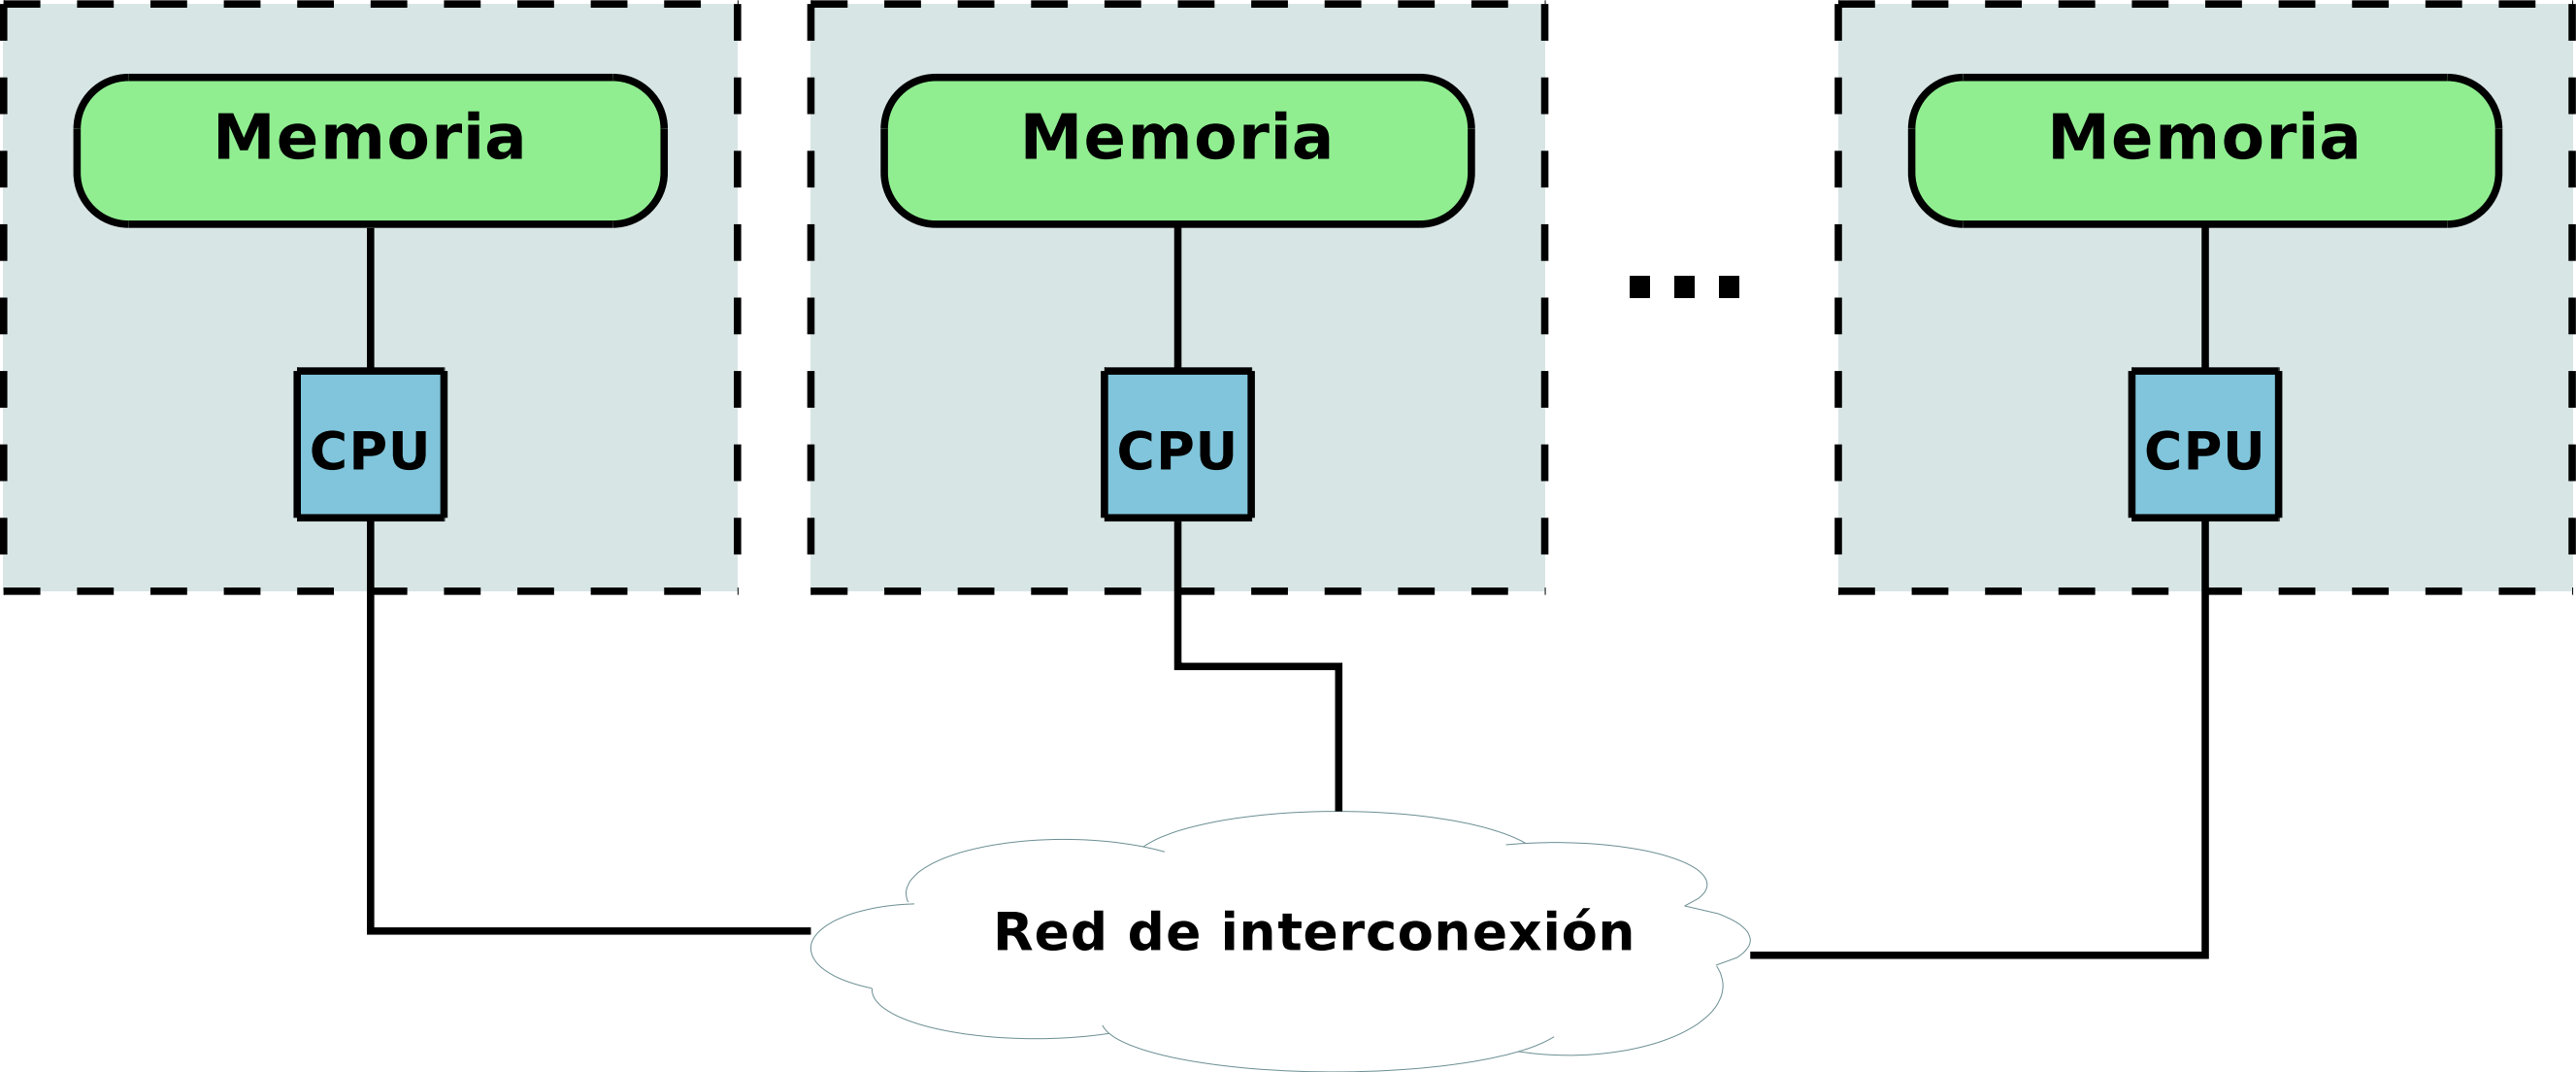 Memoria
Memoria
Memoria
...
CPU
CPU
CPU
Red de interconexión